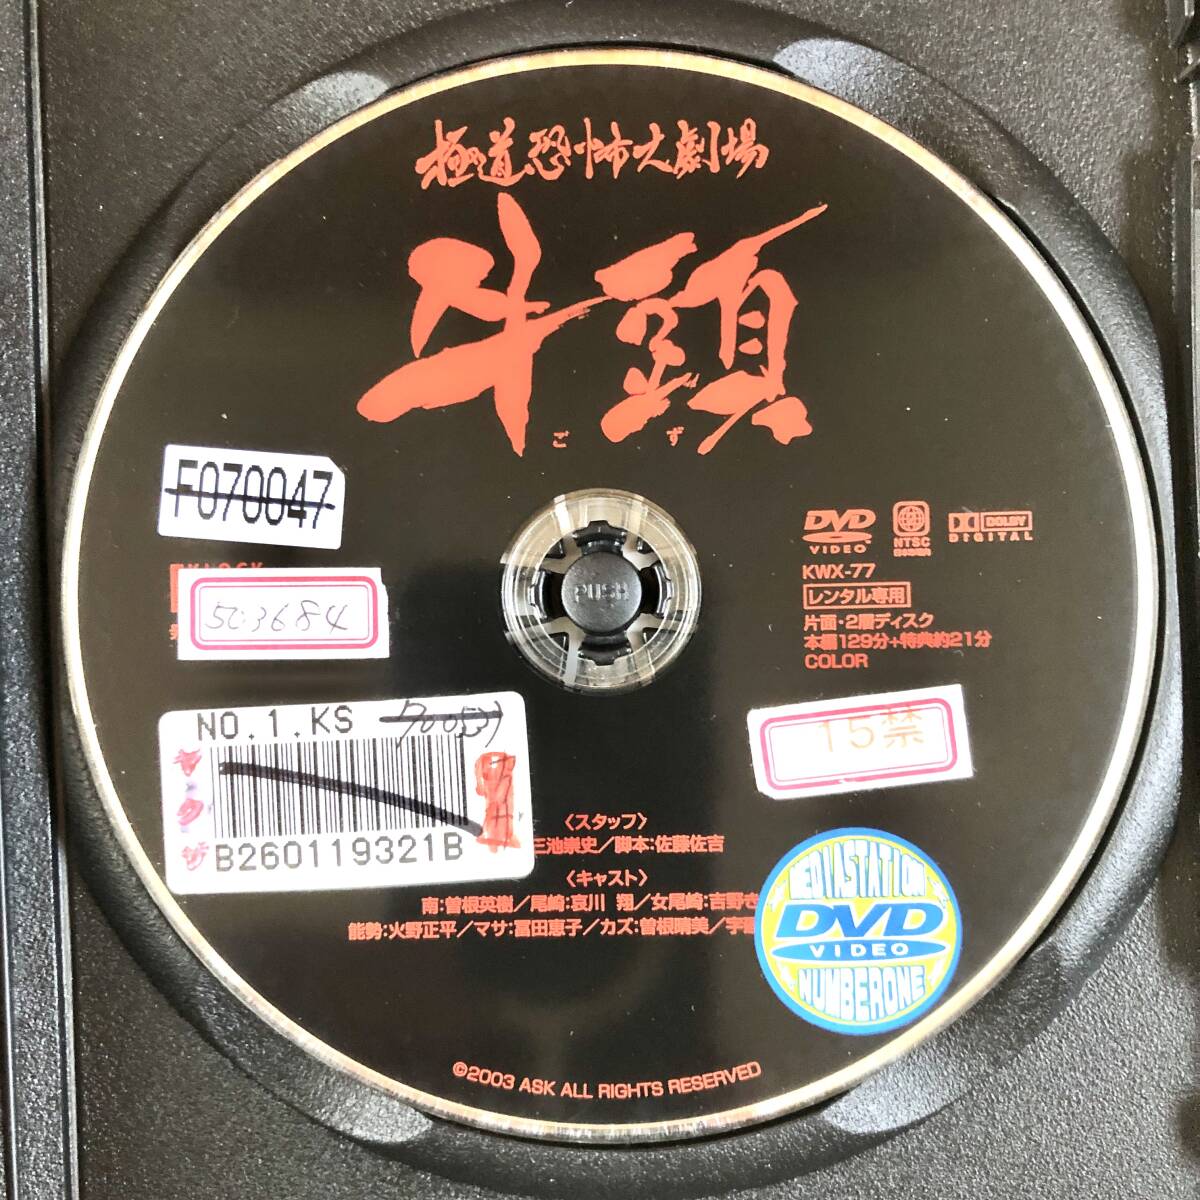 極道恐怖大劇場
牛頭
ごず
F070047
503684
DVD
VIDEO
NTSC
DOLBY
DIGITAL
KWX-77
レンタル専用
片面・2層ディスク
本編129分+特典約21分
COLOR
PUSH
NO.1.KS
B260119321B
15禁
〈スタッフ〉
三池崇史／脚本:佐藤佐吉
〈キャスト〉
南:曽根英樹／尾崎:哀川 翔／女尾崎:吉野き
能勢:火野正平／マサ:冨田恵子／カズ:曽根晴美／宇
MEDIASTATION
DVD
VIDEO
NUMBERONE
©2003 ASK ALL RIGHTS RESERVED